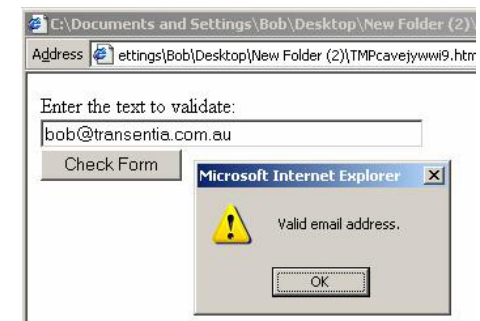 C:\Documents and Settings\Bob\Desktop\New Folder (2)\
Address ettings\Bob\Desktop\New Folder (2)\TMPcavejywwi9.htm
Enter the text to validate:
bob@transentia.com.au
Check Form
Microsoft Internet Explorer
Valid email address.
OK